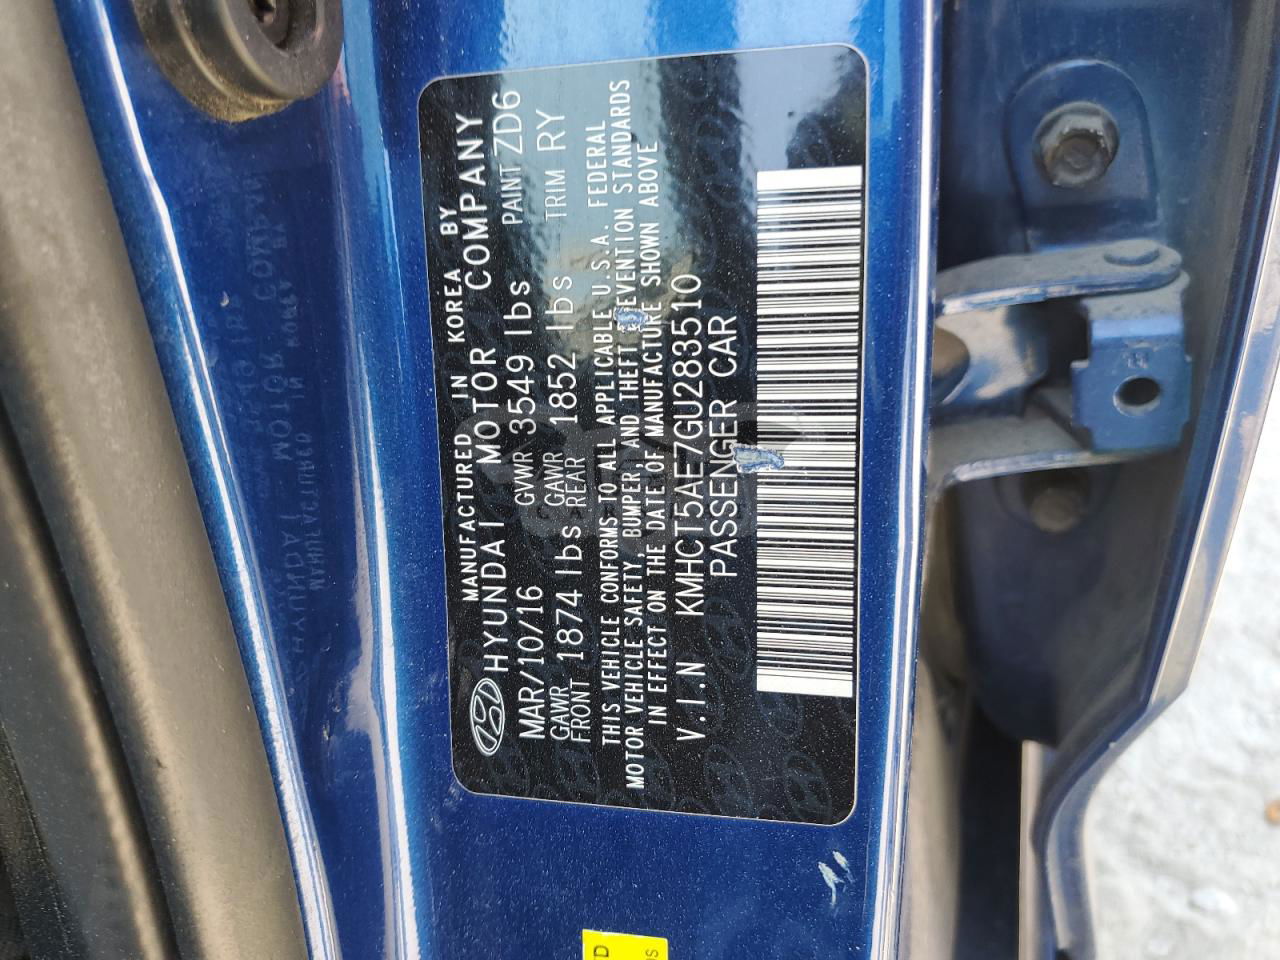 MANUFACTURED IN KOREA BY
HYUNDAI MOTOR COMPANY
MAR/10/16 GVWR 3549 lbs PAINT ZD6
GAWR FRONT 1874 lbs GAWR REAR 1852 lbs TRIM RY
THIS VEHICLE CONFORMS TO ALL APPLICABLE U.S.A. FEDERAL
MOTOR VEHICLE SAFETY, BUMPER, AND THEFT PREVENTION STANDARDS
IN EFFECT ON THE DATE OF MANUFACTURE SHOWN ABOVE
V.I.N KMHCT5AE7GU283510
PASSENGER CAR